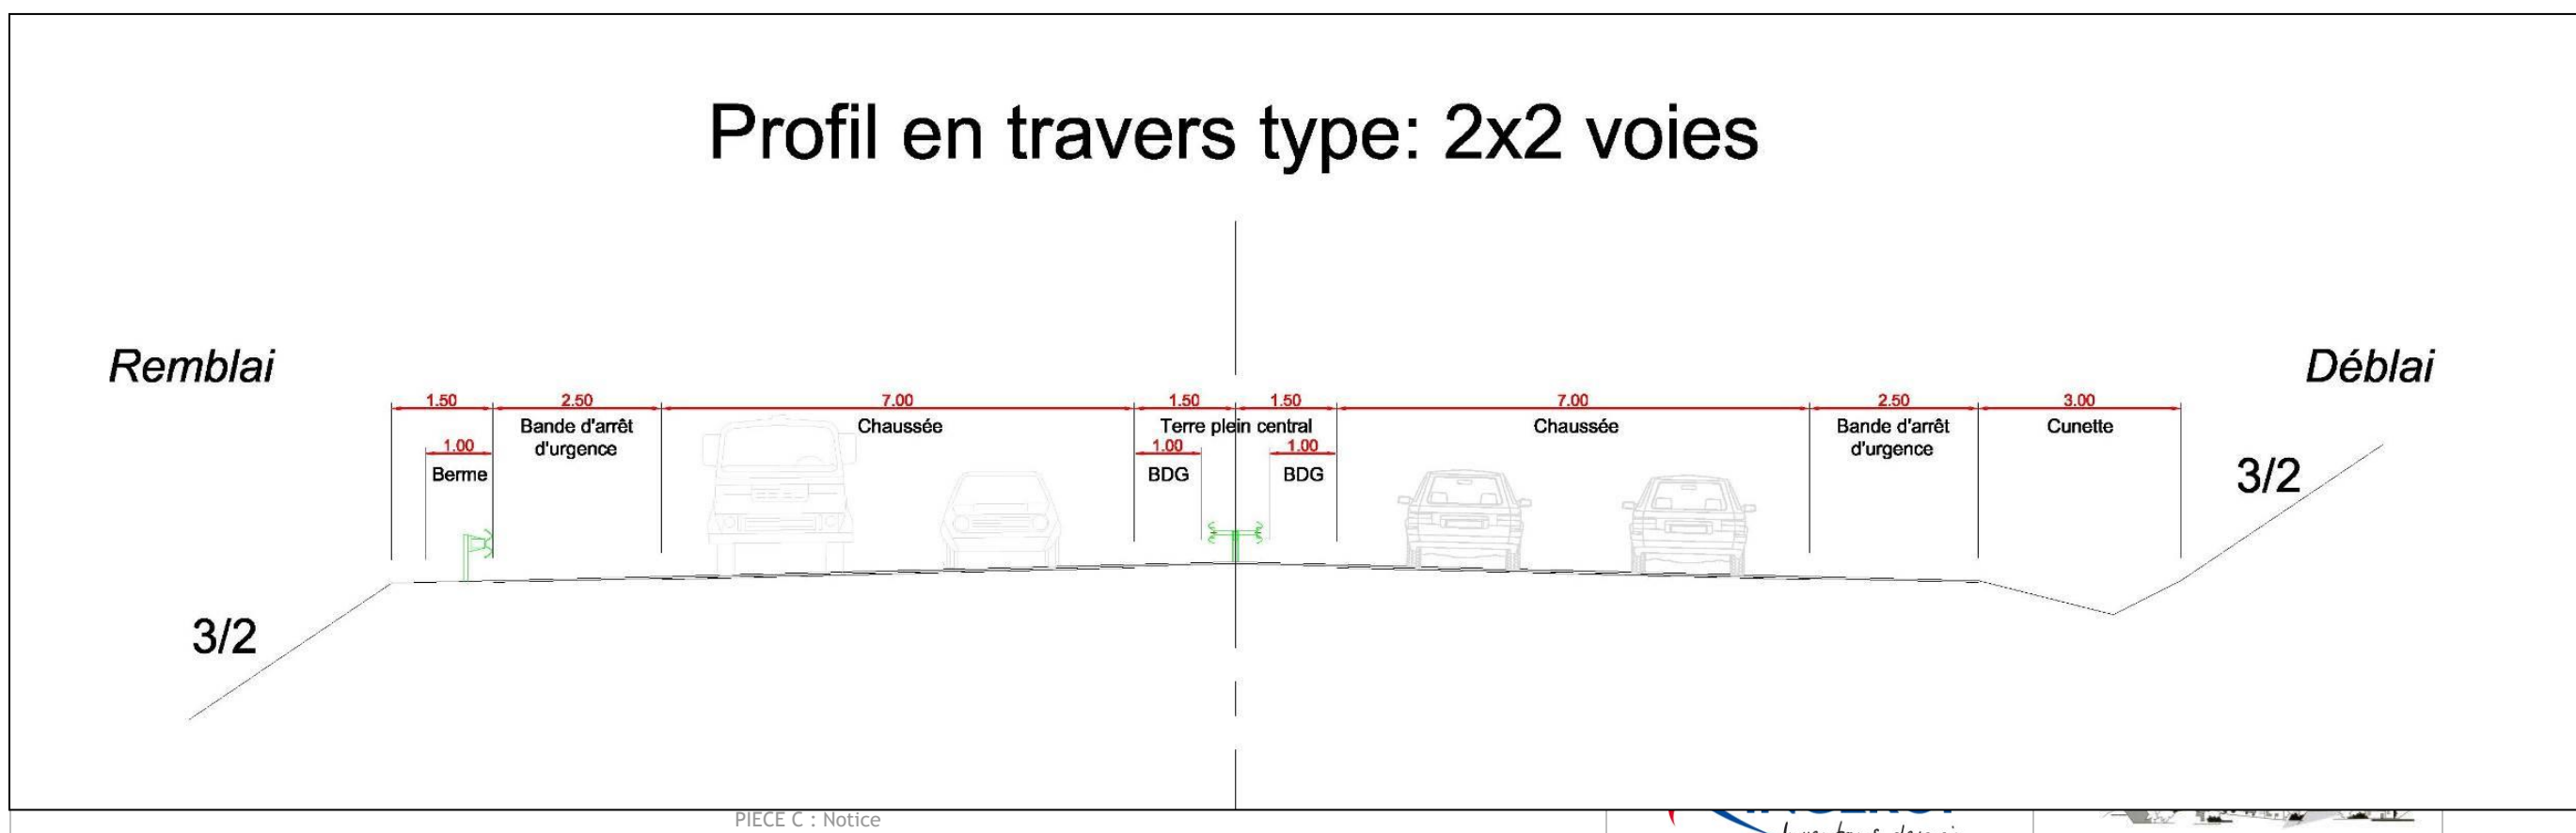 Profil en travers type: 2x2 voies
Remblai
Déblai
1.50 2.50 7.00 1.50 1.50 7.00 2.50 3.00
Bande d'arrêt
d'urgence
Chaussée
Terre plein central
Chaussée
Bande d'arrêt
d'urgence
Cunette
1.00
Berme
1.00
BDG
1.00
BDG
3/2
3/2
PIECE C : Notice